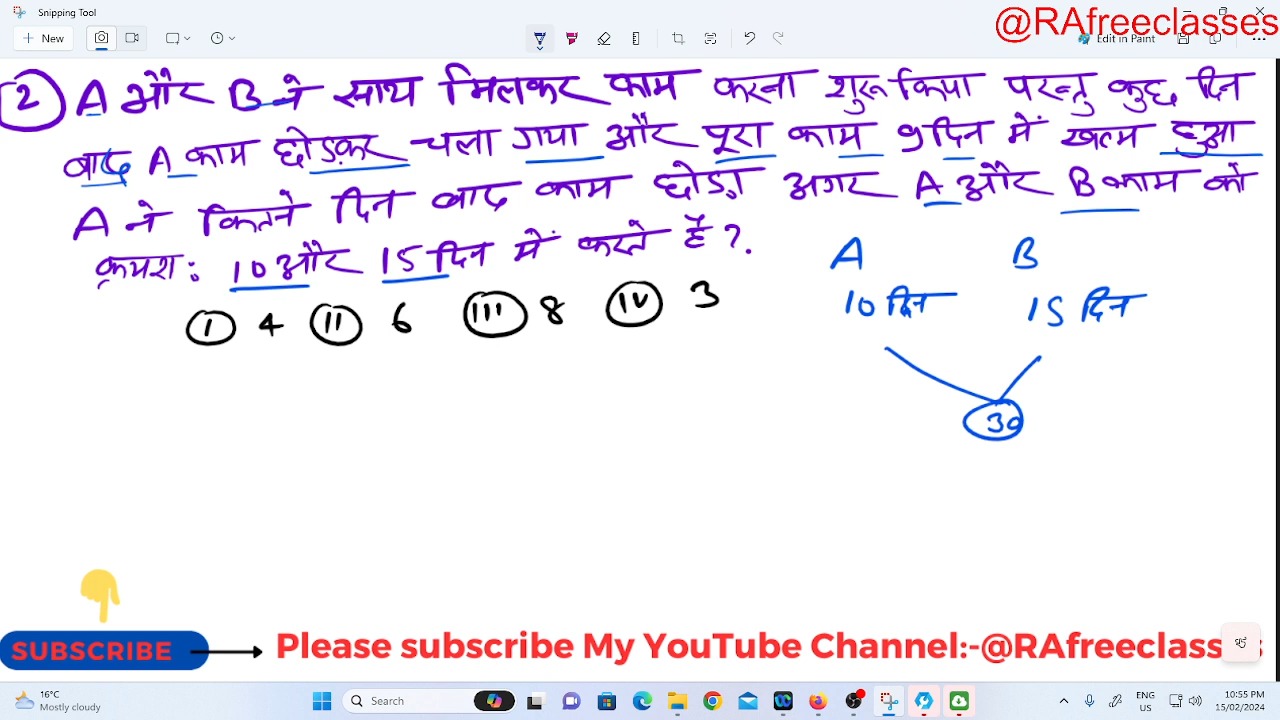 Snipping Tool
@RAfreeclasses
New
Edit in Paint
2 A और B ने साथ मिलकर काम करना शुरू किया परन्तु कुछ दिन
बाद A काम छोड़कर चला गया और पूरा काम 9 दिन में खत्म हुआ
A ने कितने दिन बाद काम छोड़ा अगर A और B काम को
क्रमश: 10 और 15 दिन में करते हैं ?
I 4 II 6 III 8 IV 3
A B
10 दिन 15 दिन
30
SUBSCRIBE Please subscribe My YouTube Channel:-@RAfreeclasses
16°C
Mostly cloudy
Search
ENG
US
10:35 PM
15/02/2024